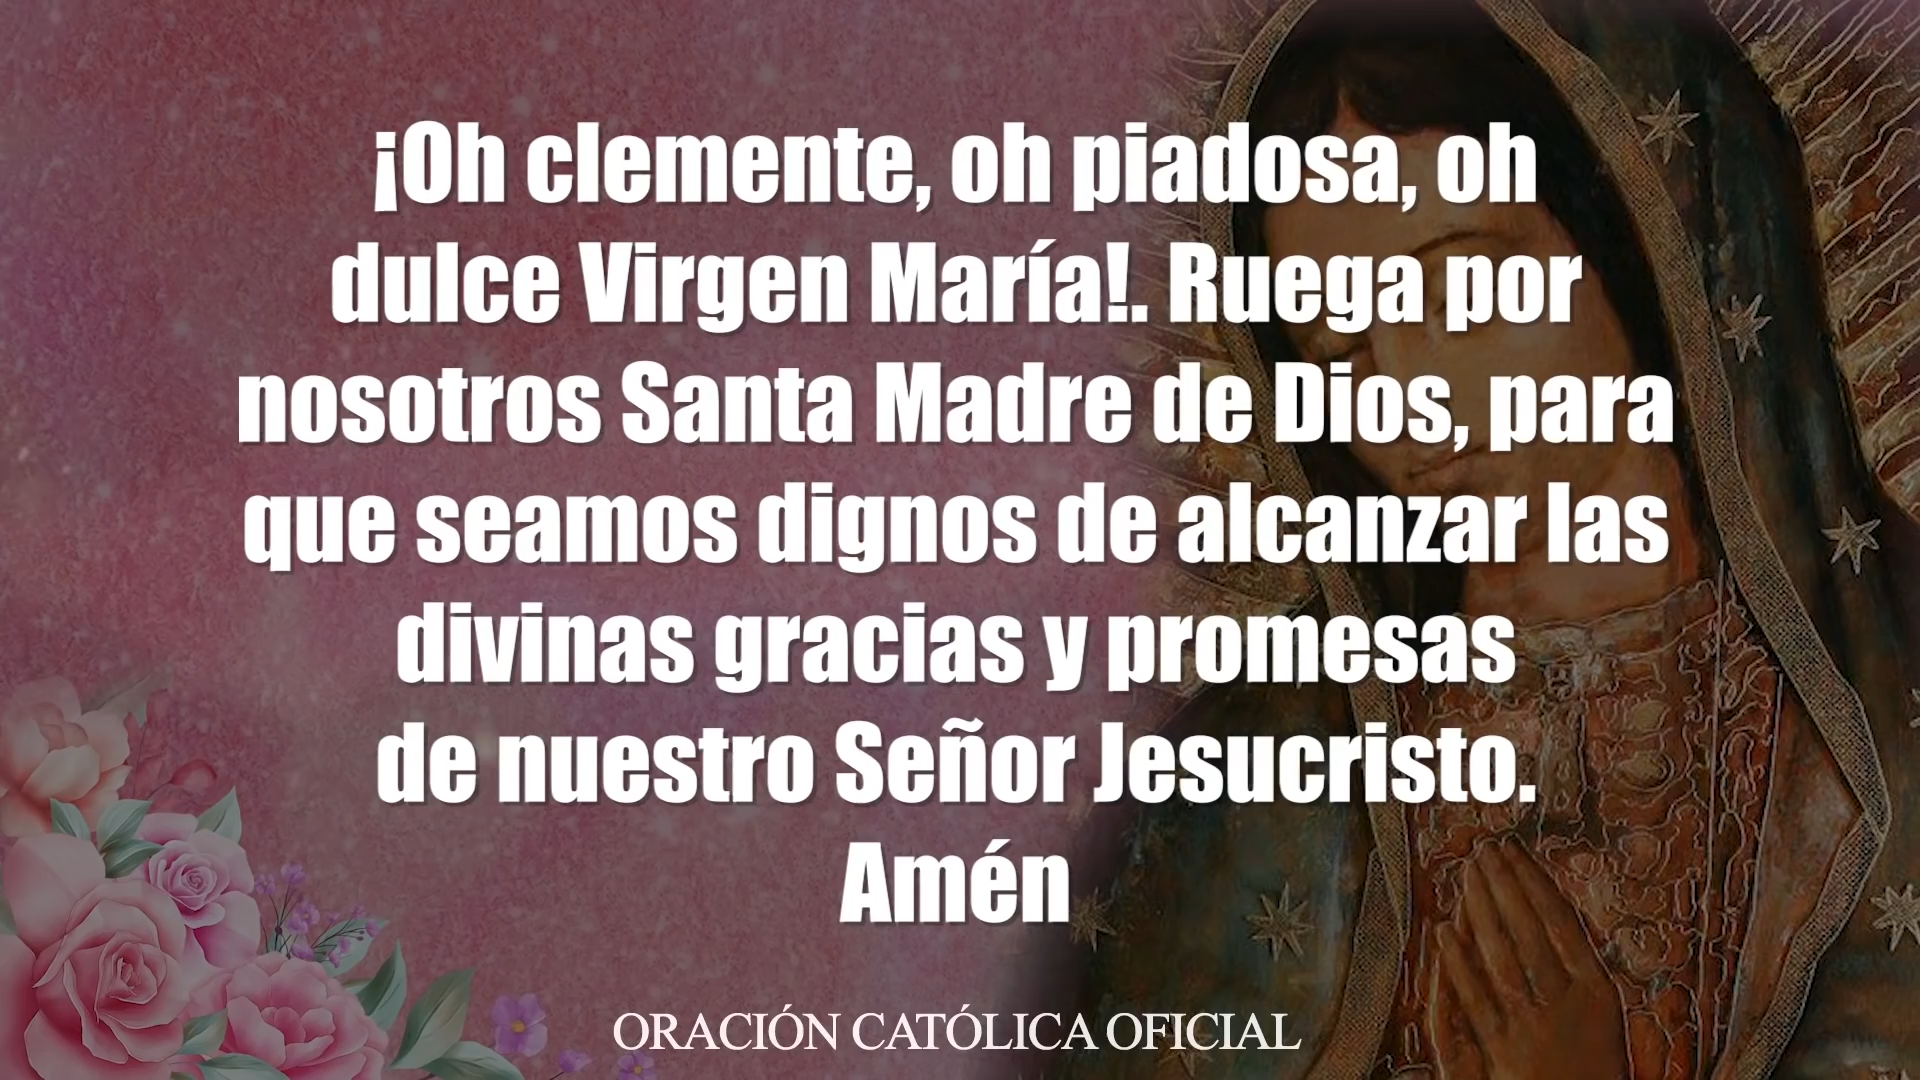 ¡Oh clemente, oh piadosa, oh
dulce Virgen María!. Ruega por
nosotros Santa Madre de Dios, para
que seamos dignos de alcanzar las
divinas gracias y promesas
de nuestro Señor Jesucristo.
Amén
ORACIÓN CATÓLICA OFICIAL